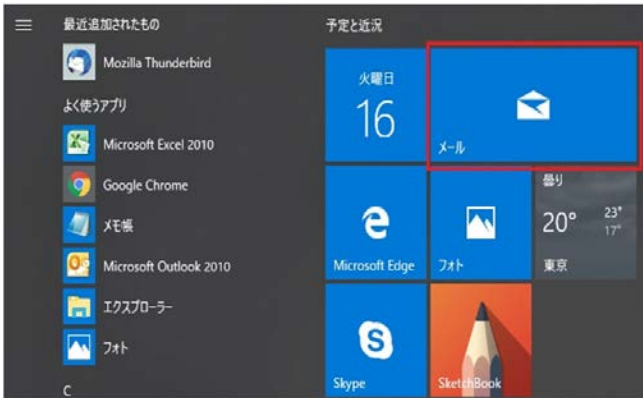 最近追加されたもの
Mozilla Thunderbird
よく使うアプリ
Microsoft Excel 2010
Google Chrome
メモ帳
Microsoft Outlook 2010
エクスプローラー
フォト
C
予定と近況
火曜日
16
メール
Microsoft Edge
フォト
曇り
20° 23°
17°
東京
Skype
SketchBook